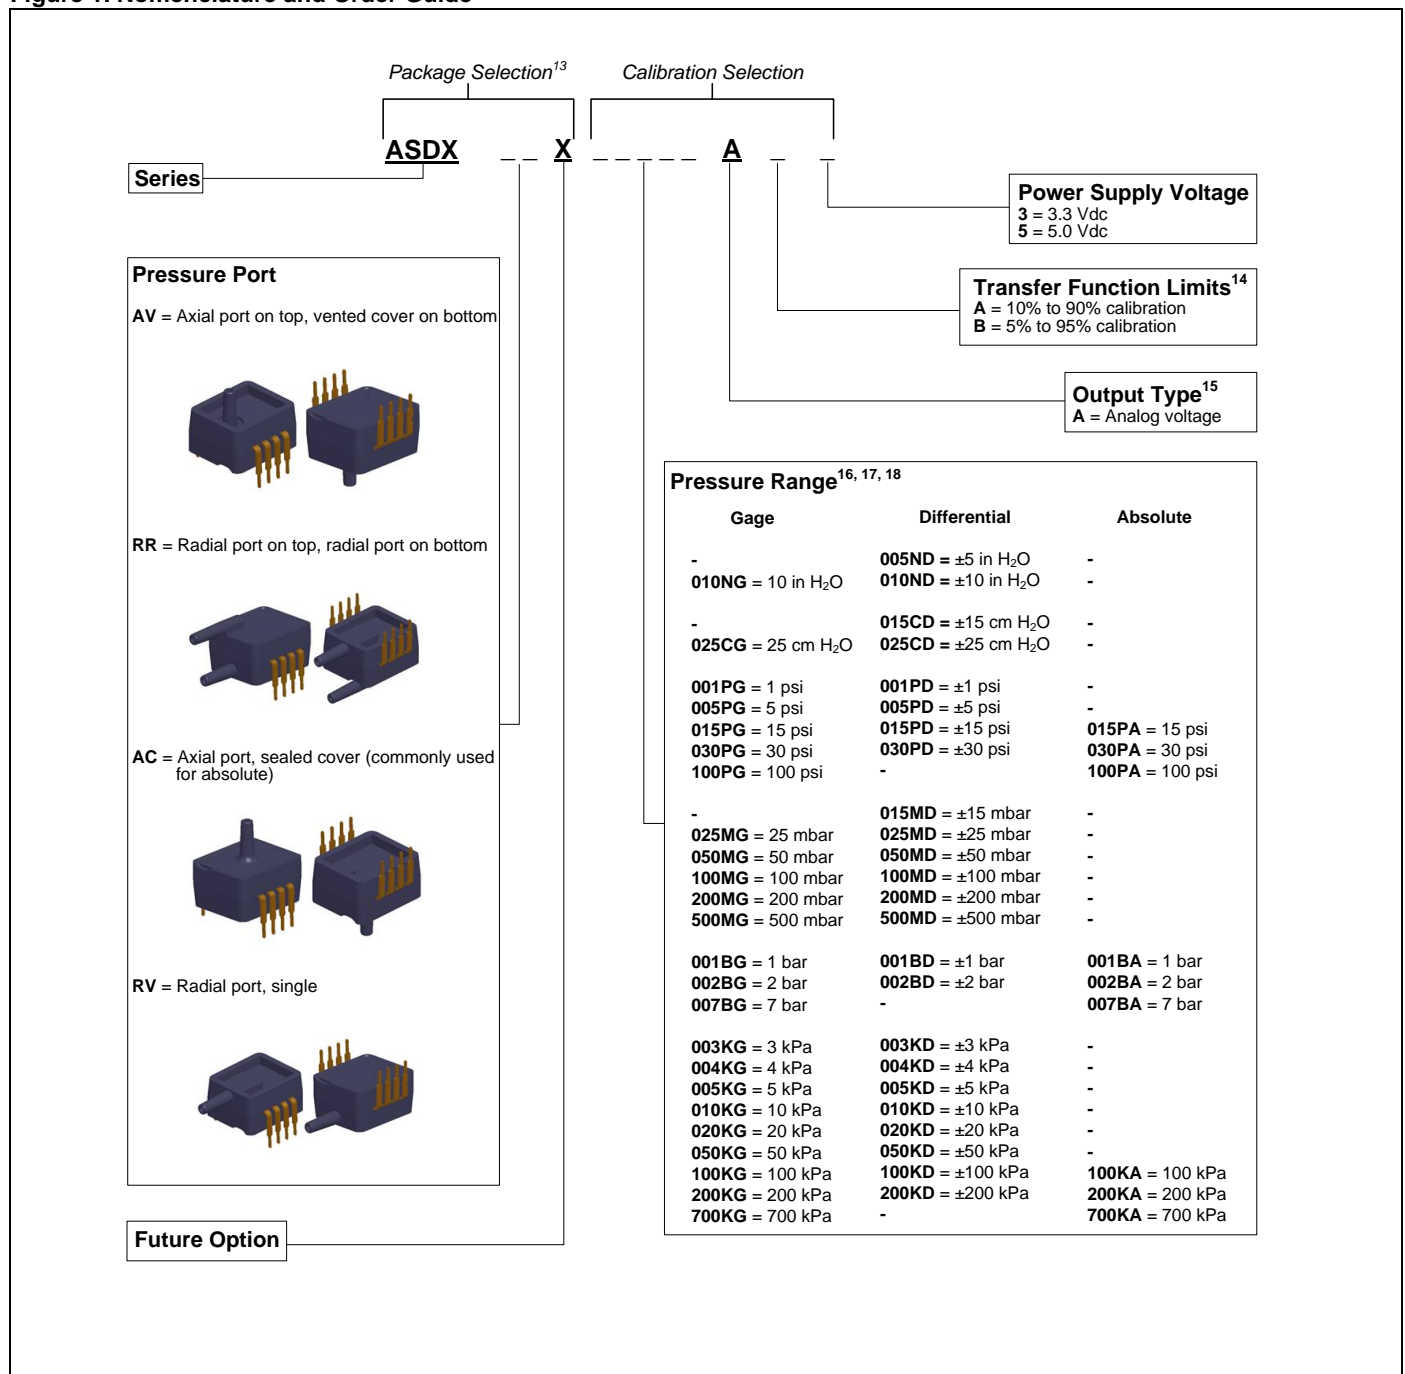 Figure 1. Nomenclature and Order Guide
Package Selection13
Calibration Selection
ASDX _ _ X _ _ _ _ _ A _ _
Series
Power Supply Voltage
3 = 3.3 Vdc
5 = 5.0 Vdc
Transfer Function Limits14
A = 10% to 90% calibration
B = 5% to 95% calibration
Output Type15
A = Analog voltage
Pressure Port
AV = Axial port on top, vented cover on bottom
RR = Radial port on top, radial port on bottom
AC = Axial port, sealed cover (commonly used
for absolute)
RV = Radial port, single
Future Option
Pressure Range16, 17, 18
Gage Differential Absolute
- 005ND = ±5 in H2O -
010NG = 10 in H2O 010ND = ±10 in H2O -
- 015CD = ±15 cm H2O -
025CG = 25 cm H2O 025CD = ±25 cm H2O -
001PG = 1 psi 001PD = ±1 psi -
005PG = 5 psi 005PD = ±5 psi -
015PG = 15 psi 015PD = ±15 psi 015PA = 15 psi
030PG = 30 psi 030PD = ±30 psi 030PA = 30 psi
100PG = 100 psi - 100PA = 100 psi
- 015MD = ±15 mbar -
025MG = 25 mbar 025MD = ±25 mbar -
050MG = 50 mbar 050MD = ±50 mbar -
100MG = 100 mbar 100MD = ±100 mbar -
200MG = 200 mbar 200MD = ±200 mbar -
500MG = 500 mbar 500MD = ±500 mbar -
001BG = 1 bar 001BD = ±1 bar 001BA = 1 bar
002BG = 2 bar 002BD = ±2 bar 002BA = 2 bar
007BG = 7 bar - 007BA = 7 bar
003KG = 3 kPa 003KD = ±3 kPa -
004KG = 4 kPa 004KD = ±4 kPa -
005KG = 5 kPa 005KD = ±5 kPa -
010KG = 10 kPa 010KD = ±10 kPa -
020KG = 20 kPa 020KD = ±20 kPa -
050KG = 50 kPa 050KD = ±50 kPa -
100KG = 100 kPa 100KD = ±100 kPa 100KA = 100 kPa
200KG = 200 kPa 200KD = ±200 kPa 200KA = 200 kPa
700KG = 700 kPa - 700KA = 700 kPa